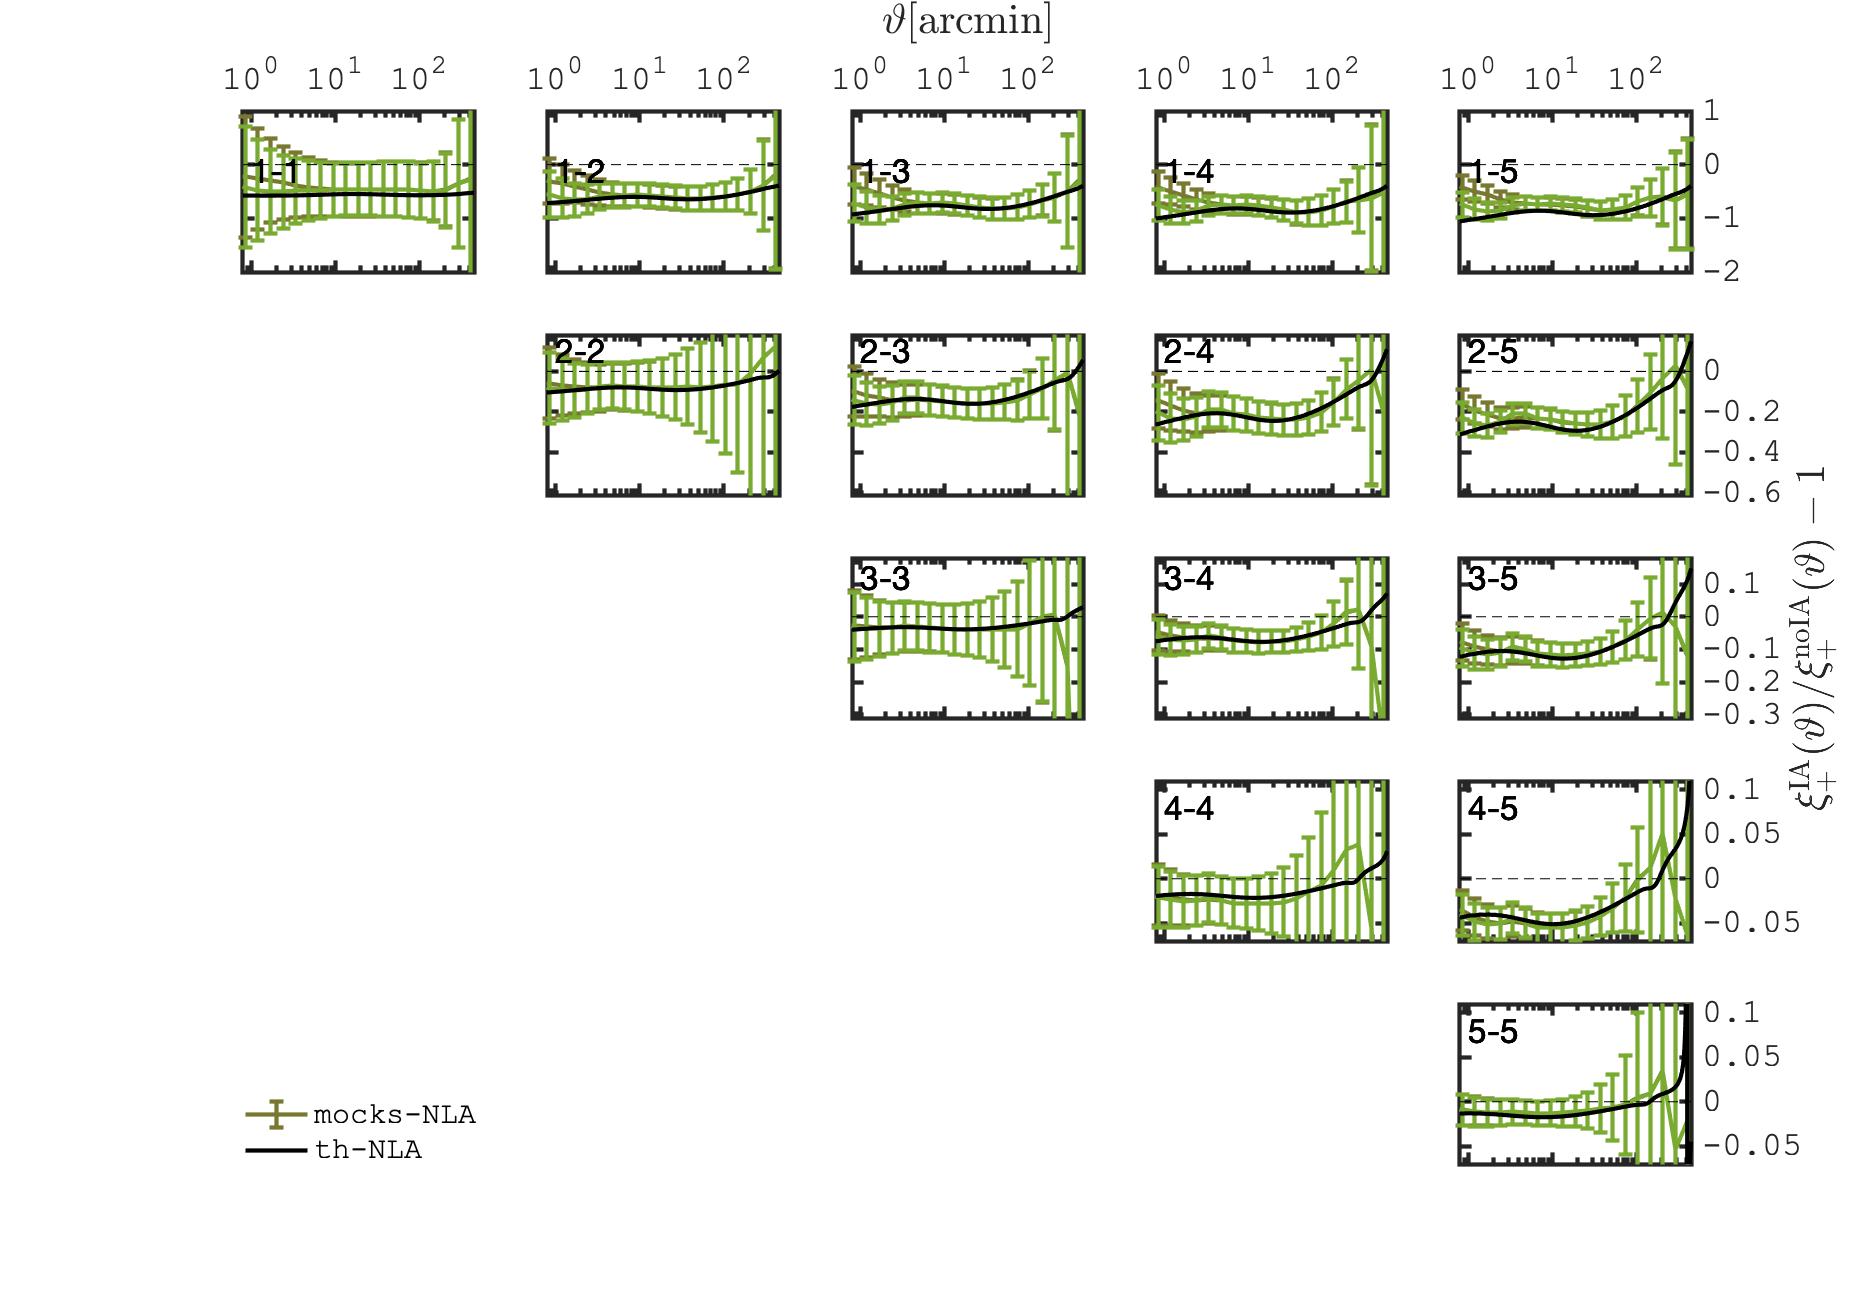 ϑ[arcmin]
10^0 10^1 10^2 10^0 10^1 10^2 10^0 10^1 10^2 10^0 10^1 10^2 10^0 10^1 10^2
1-1 1-2 1-3 1-4 1-5
1
0
-1
-2
2-2 2-3 2-4 2-5
0
-0.2
-0.4
-0.6
3-3 3-4 3-5
0.1
0
-0.1
-0.2
-0.3
ξ_+^IA(ϑ)/ξ_+^noIA(ϑ) − 1
4-4 4-5
0.1
0.05
0
-0.05
5-5
0.1
0.05
0
-0.05
mocks-NLA
th-NLA